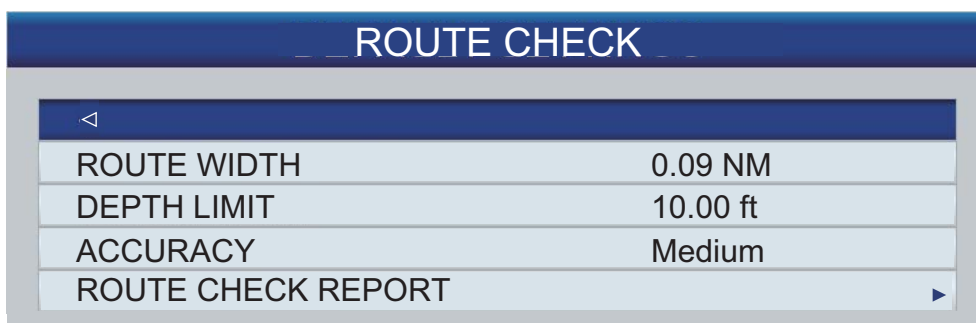 ROUTE CHECK
ROUTE WIDTH 0.09 NM
DEPTH LIMIT 10.00 ft
ACCURACY Medium
ROUTE CHECK REPORT